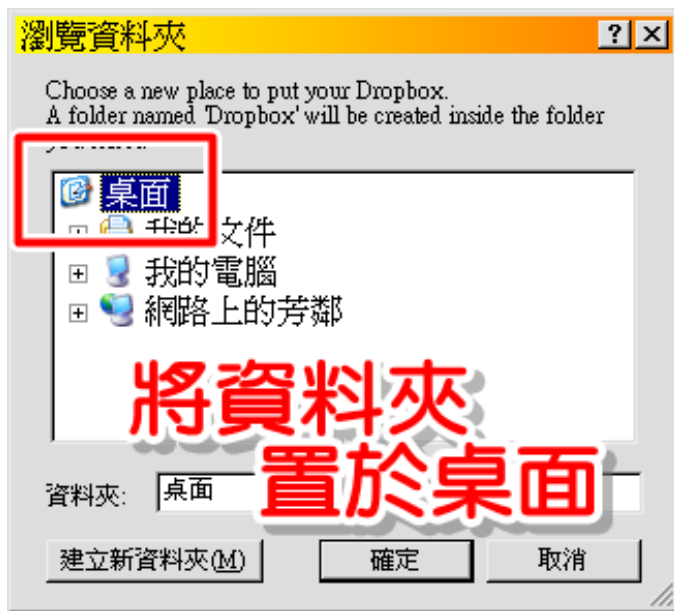 瀏覽資料夾
Choose a new place to put your Dropbox.
A folder named 'Dropbox' will be created inside the folder
桌面
我的文件
我的電腦
網路上的芳鄰
將資料夾
置於桌面
資料夾: 桌面
建立新資料夾(M) 確定 取消